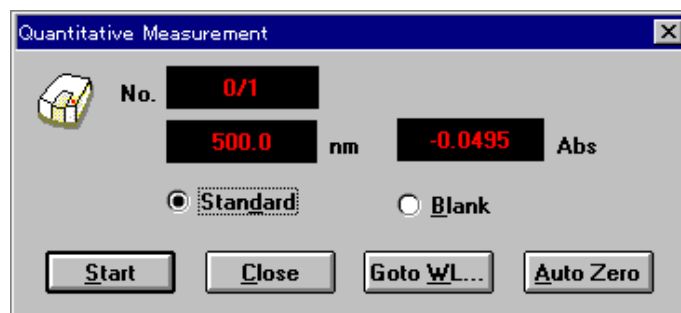 Quantitative Measurement
No. 0/1
500.0 nm -0.0495 Abs
Standard Blank
Start Close Goto WL... Auto Zero